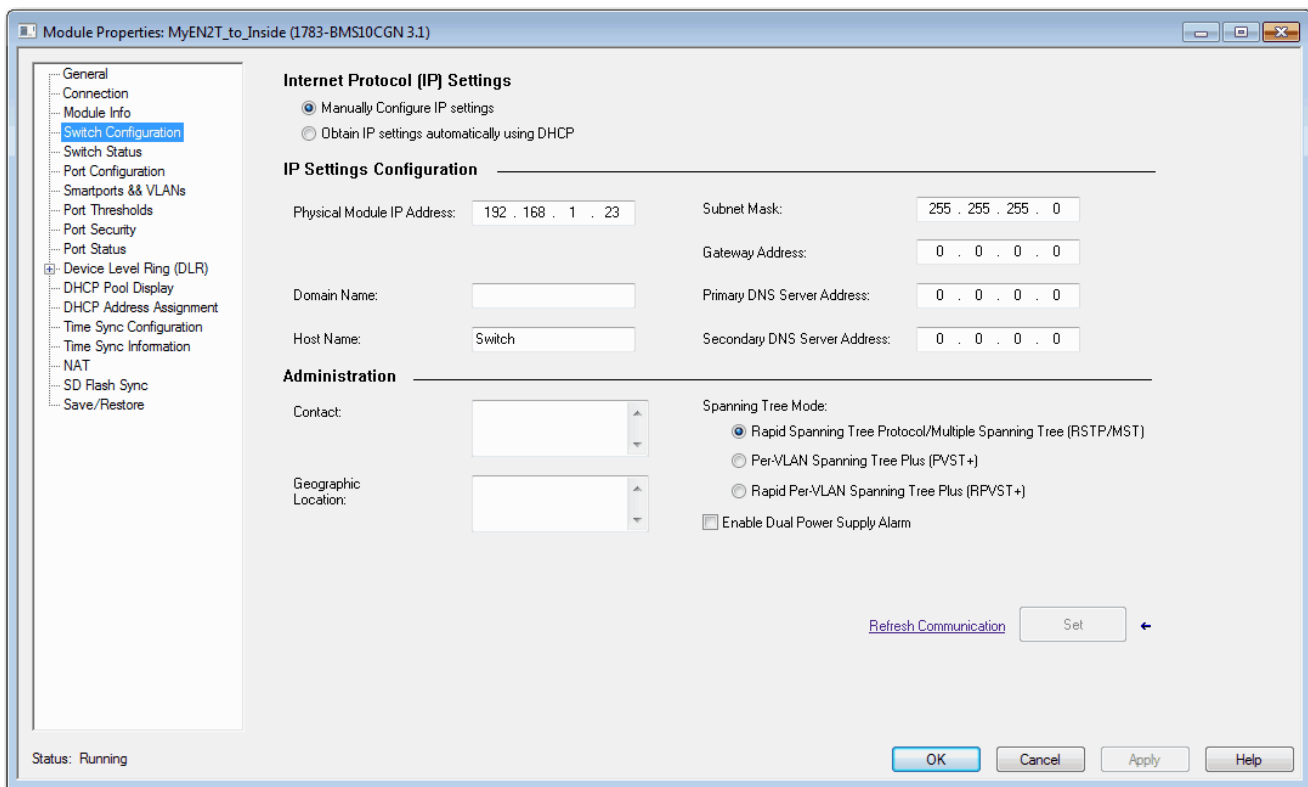 Module Properties: MyEN2T_to_Inside (1783-BMS10CGN 3.1)
General
Connection
Module Info
Switch Configuration
Switch Status
Port Configuration
Smartports && VLANs
Port Thresholds
Port Security
Port Status
Device Level Ring (DLR)
DHCP Pool Display
DHCP Address Assignment
Time Sync Configuration
Time Sync Information
NAT
SD Flash Sync
Save/Restore
Internet Protocol (IP) Settings
Manually Configure IP settings
Obtain IP settings automatically using DHCP
IP Settings Configuration
Physical Module IP Address: 192 . 168 . 1 . 23
Subnet Mask: 255 . 255 . 255 . 0
Gateway Address: 0 . 0 . 0 . 0
Domain Name:
Primary DNS Server Address: 0 . 0 . 0 . 0
Host Name: Switch
Secondary DNS Server Address: 0 . 0 . 0 . 0
Administration
Contact:
Geographic
Location:
Spanning Tree Mode:
Rapid Spanning Tree Protocol/Multiple Spanning Tree (RSTP/MST)
Per-VLAN Spanning Tree Plus (PVST+)
Rapid Per-VLAN Spanning Tree Plus (RPVST+)
Enable Dual Power Supply Alarm
Refresh Communication Set
Status: Running
OK Cancel Apply Help